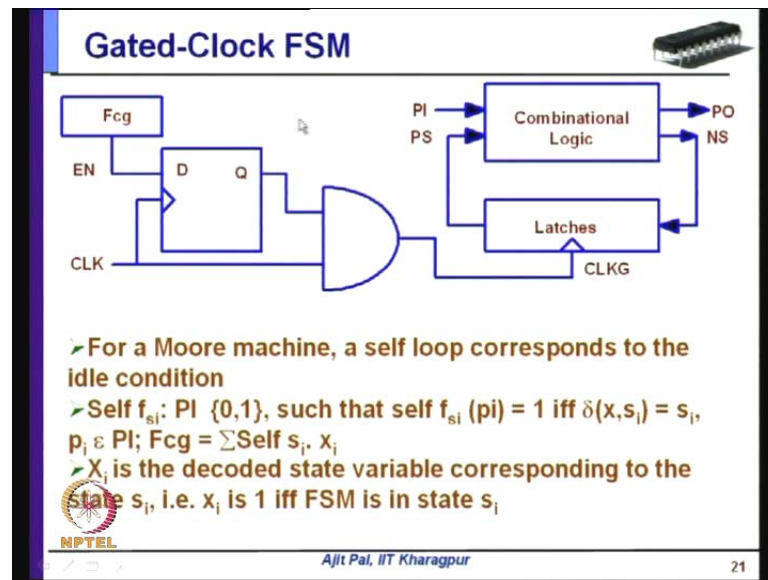 Gated-Clock FSM
Fcg
EN
D
Q
CLK
PI
PS
Combinational
Logic
PO
NS
Latches
CLKG
➢For a Moore machine, a self loop corresponds to the
idle condition
➢Self fsi: PI {0,1}, such that self fsi (pi) = 1 iff δ(x,si) = si,
pi ε PI; Fcg = ∑Self si. xi
➢Xi is the decoded state variable corresponding to the
state si, i.e. xi is 1 iff FSM is in state si
NPTEL
Ajit Pal, IIT Kharagpur
21